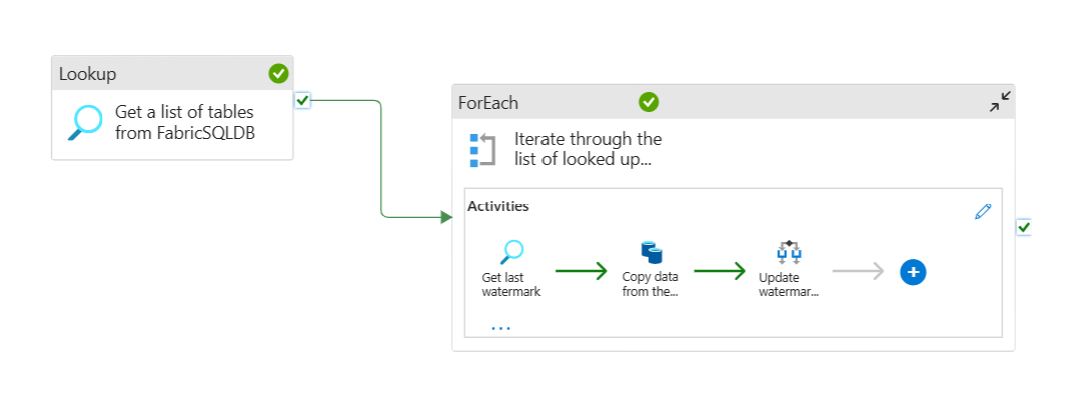 Lookup
Get a list of tables
from FabricSQLDB
ForEach
Iterate through the
list of looked up...
Activities
Get last
watermark
Copy data
from the...
Update
watermar...
...